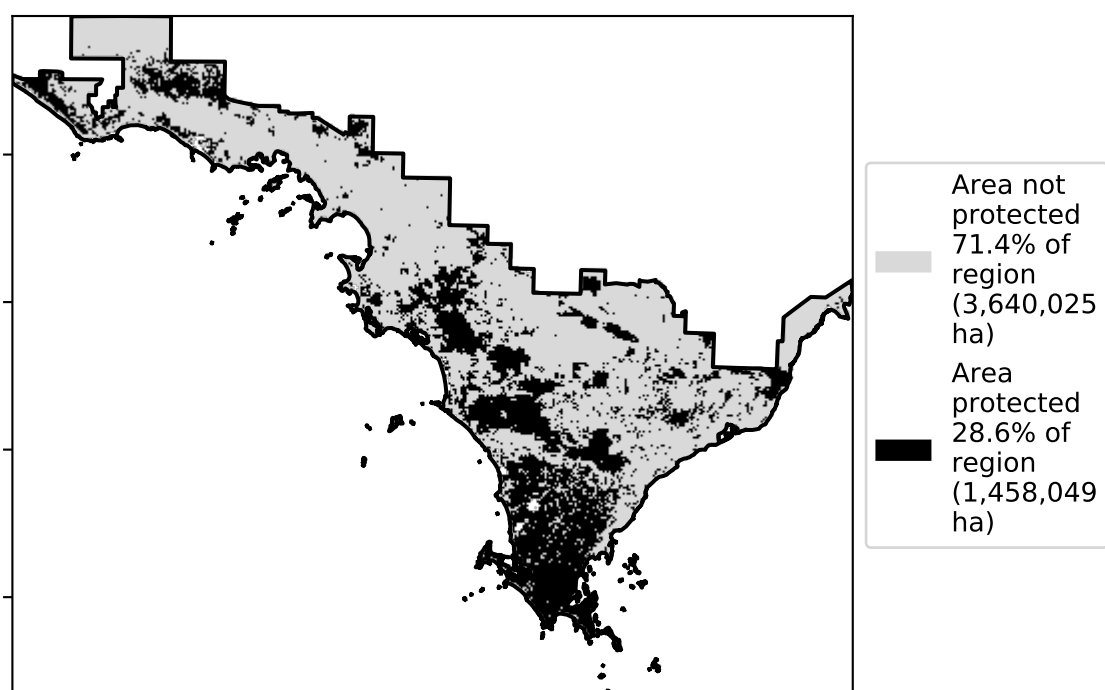 Area not
protected
71.4% of
region
(3,640,025
ha)
Area
protected
28.6% of
region
(1,458,049
ha)